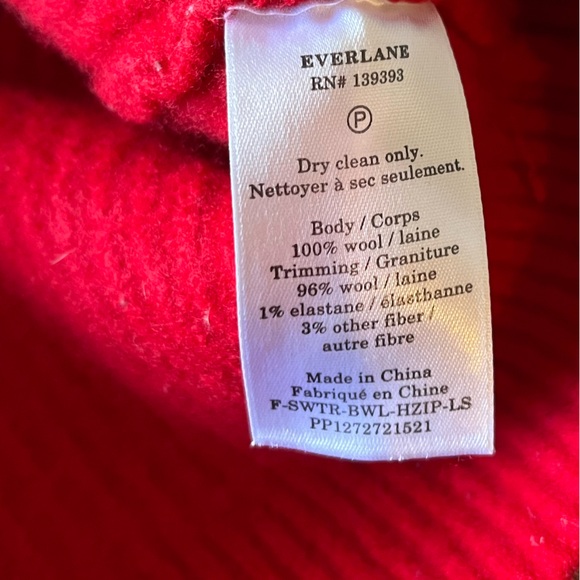 EVERLANE
RN# 139393
P
Dry clean only.
Nettoyer à sec seulement.
Body / Corps
100% wool / laine
Trimming / Graniture
96% wool / laine
1% elastane / élasthanne
3% other fiber /
autre fibre
Made in China
Fabriqué en Chine
F-SWTR-BWL-HZIP-LS
PP1272721521